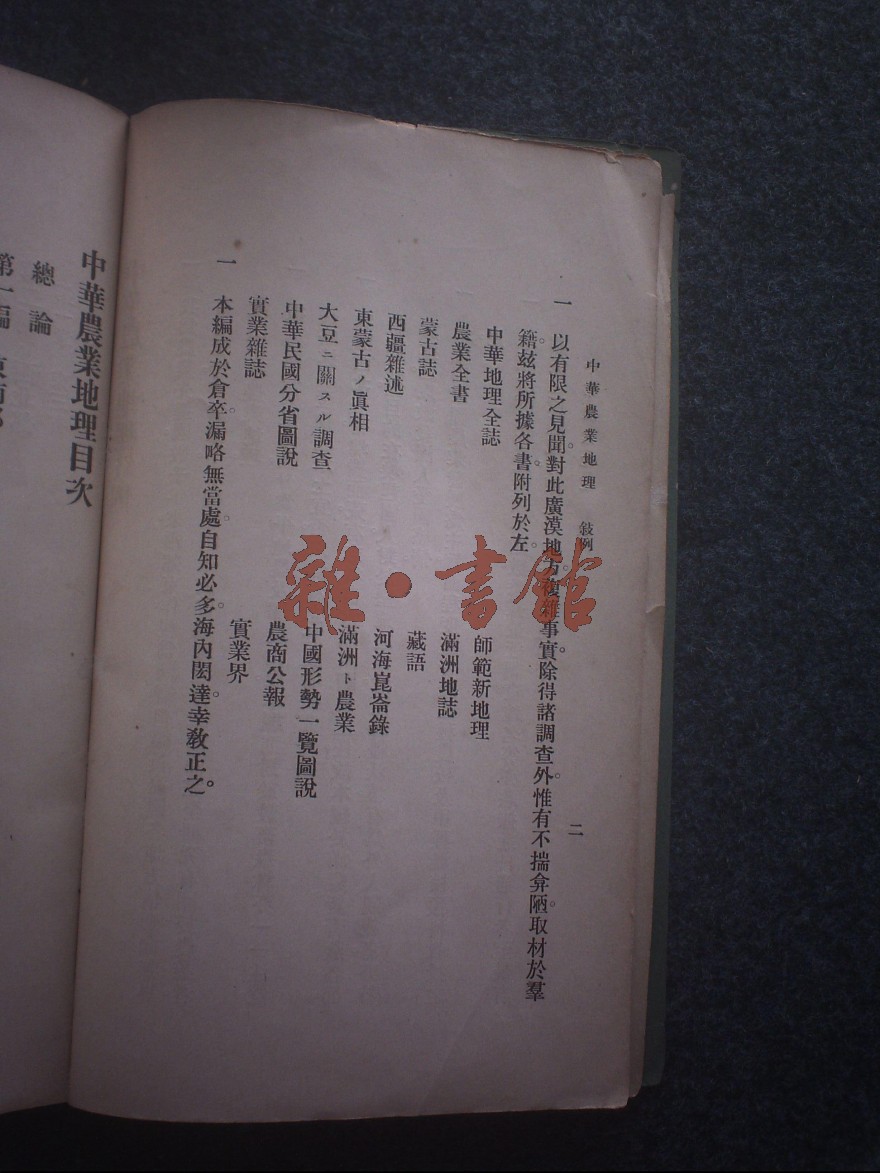 中華農業地理　敍例
二
一　以有限之見聞。對此廣漠地方。複雜事實。除得諸調查外。惟有不揣弇陋。取材於羣
籍。玆將所據各書。附列於左。
中華地理全誌　師範新地理
農業全書　滿洲地誌
蒙古誌　藏語
西疆雜述　河海崑崙錄
東蒙古ノ眞相　滿洲ト農業
大豆ニ關スル調查　中國形勢一覽圖說
中華民國分省圖說　農商公報
實業雜誌　實業界
一　本編成於倉卒。漏略無當處。自知必多。海內閎達。幸敎正之。
中華農業地理目次
總論
第一編
雜·書館